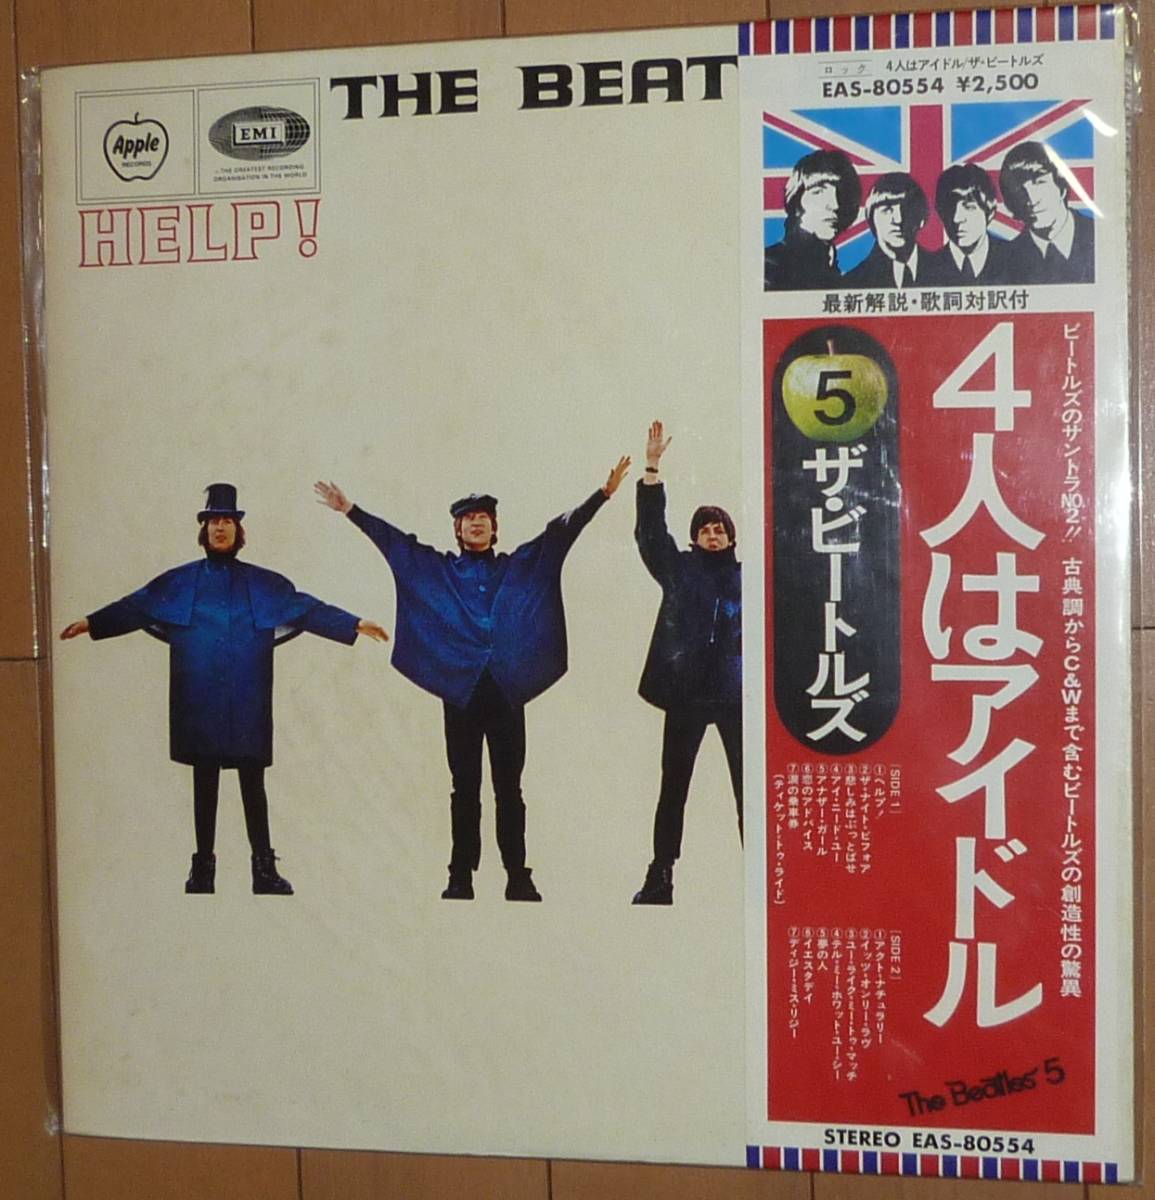 THE BEAT
Apple
RECORDS
EMI
...THE GREATEST RECORDING
ORGANISATION IN THE WORLD
HELP!
ロック 4人はアイドル/ザ・ビートルズ
EAS-80554 ¥2,500
最新解説・歌詞対訳付
ビートルズのサントラNO.2!! 古典調からC&Wまで含むビートルズの創造性の驚異
4人はアイドル
5
ザ・ビートルズ
[SIDE 1]
①ヘルプ!
②ザ・ナイト・ビフォア
③悲しみはぶっとばせ
④アイ・ニード・ユー
⑤アナザー・ガール
⑥恋のアドバイス
⑦涙の乗車券
(ティケット・トゥ・ライド)
[SIDE 2]
①アクト・ナチュラリー
②イッツ・オンリー・ラヴ
③ユー・ライク・ミー・トゥ・マッチ
④テル・ミー・ホワット・ユー・シー
⑤夢の人
⑥イエスタデイ
⑦ディジー・ミス・リジー
The Beatles 5
STEREO EAS-80554